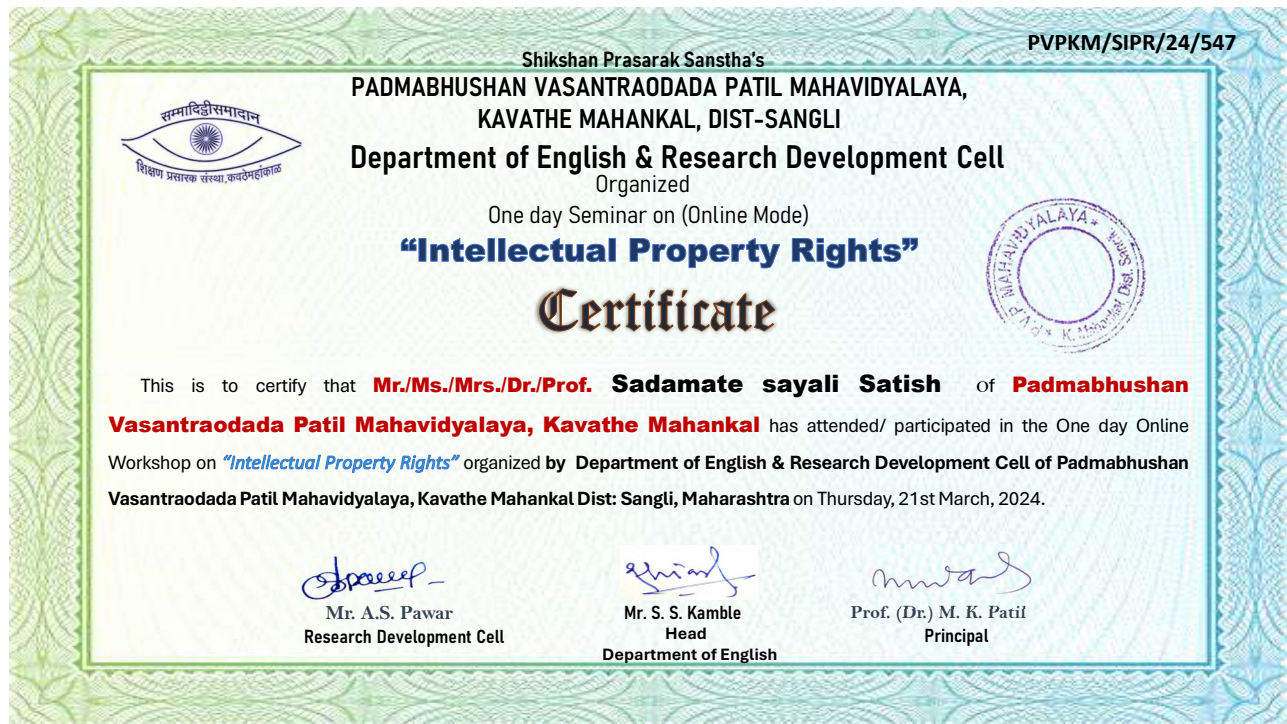 PVPKM/SIPR/24/547
Shikshan Prasarak Sanstha's
PADMABHUSHAN VASANTRAODADA PATIL MAHAVIDYALAYA,
KAVATHE MAHANKAL, DIST-SANGLI
सम्मादिट्ठीसमादान
शिक्षण प्रसारक संस्था,कवठेमहांकाळ
Department of English & Research Development Cell
Organized
One day Seminar on (Online Mode)
“Intellectual Property Rights”
P.V.P. MAHAVIDYALAYA
K. Mahankal, Dist. Sangli
Certificate
This is to certify that Mr./Ms./Mrs./Dr./Prof. Sadamate sayali Satish of Padmabhushan
Vasantraodada Patil Mahavidyalaya, Kavathe Mahankal has attended/ participated in the One day Online
Workshop on “Intellectual Property Rights” organized by Department of English & Research Development Cell of Padmabhushan
Vasantraodada Patil Mahavidyalaya, Kavathe Mahankal Dist: Sangli, Maharashtra on Thursday, 21st March, 2024.
Mr. A.S. Pawar
Research Development Cell
Mr. S. S. Kamble
Head
Department of English
Prof. (Dr.) M. K. Patil
Principal